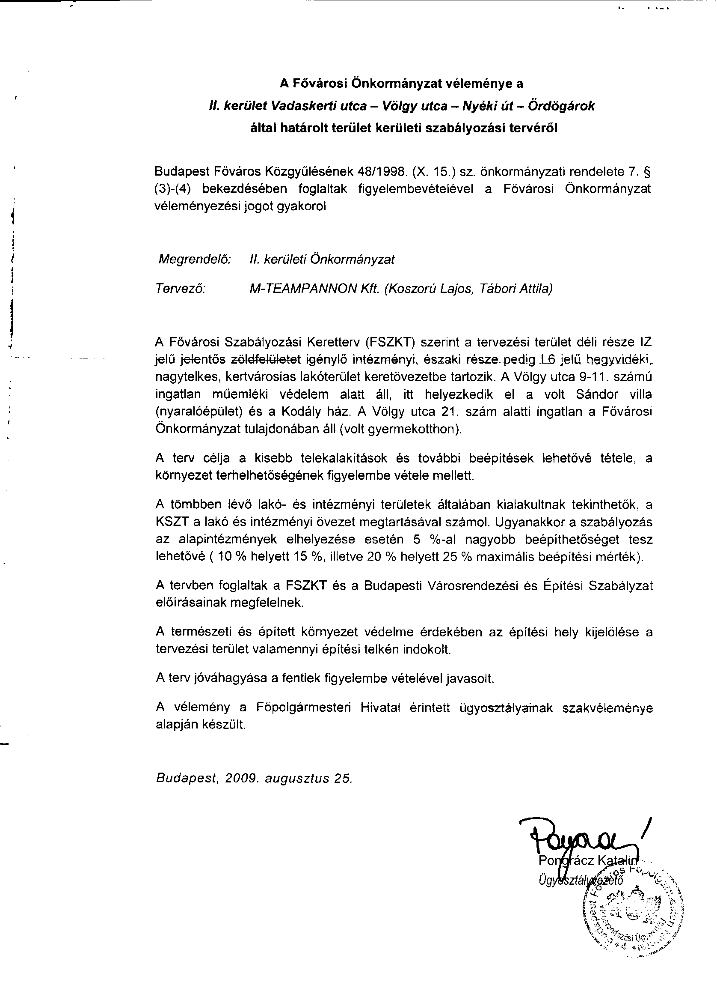 A Fővárosi Önkormányzat véleménye a
II. kerület Vadaskerti utca – Völgy utca – Nyéki út – Ördögárok
által határolt terület kerületi szabályozási tervéről
Budapest Főváros Közgyűlésének 48/1998. (X. 15.) sz. önkormányzati rendelete 7. §
(3)-(4) bekezdésében foglaltak figyelembevételével a Fővárosi Önkormányzat
véleményezési jogot gyakorol
Megrendelő: II. kerületi Önkormányzat
Tervező: M-TEAMPANNON Kft. (Koszorú Lajos, Tábori Attila)
A Fővárosi Szabályozási Keretterv (FSZKT) szerint a tervezési terület déli része IZ
jelű jelentős zöldfelületet igénylő intézményi, északi része pedig L6 jelű hegyvidéki,
nagytelkes, kertvárosias lakóterület keretövezetbe tartozik. A Völgy utca 9-11. számú
ingatlan műemléki védelem alatt áll, itt helyezkedik el a volt Sándor villa
(nyaralóépület) és a Kodály ház. A Völgy utca 21. szám alatti ingatlan a Fővárosi
Önkormányzat tulajdonában áll (volt gyermekotthon).
A terv célja a kisebb telekalakítások és további beépítések lehetővé tétele, a
környezet terhelhetőségének figyelembe vétele mellett.
A tömbben lévő lakó- és intézményi területek általában kialakultnak tekinthetők, a
KSZT a lakó és intézményi övezet megtartásával számol. Ugyanakkor a szabályozás
az alapintézmények elhelyezése esetén 5 %-al nagyobb beépíthetőséget tesz
lehetővé ( 10 % helyett 15 %, illetve 20 % helyett 25 % maximális beépítési mérték).
A tervben foglaltak a FSZKT és a Budapesti Városrendezési és Építési Szabályzat
előírásainak megfelelnek.
A természeti és épített környezet védelme érdekében az építési hely kijelölése a
tervezési terület valamennyi építési telkén indokolt.
A terv jóváhagyása a fentiek figyelembe vételével javasolt.
A vélemény a Főpolgármesteri Hivatal érintett ügyosztályainak szakvéleménye
alapján készült.
Budapest, 2009. augusztus 25.
Pongrácz Katalin
Ügyosztályvezető